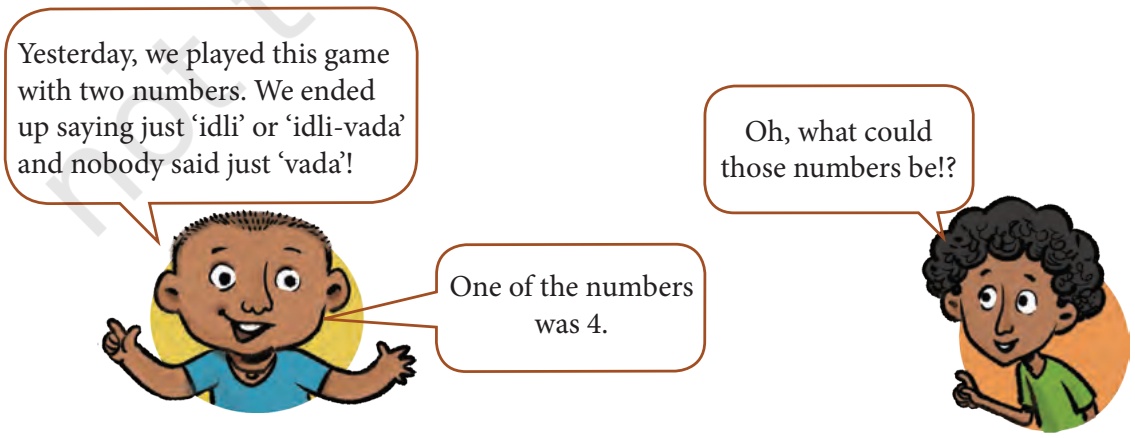 Yesterday, we played this game
with two numbers. We ended
up saying just ‘idli’ or ‘idli-vada’
and nobody said just ‘vada’!
Oh, what could
those numbers be!?
One of the numbers
was 4.
not t